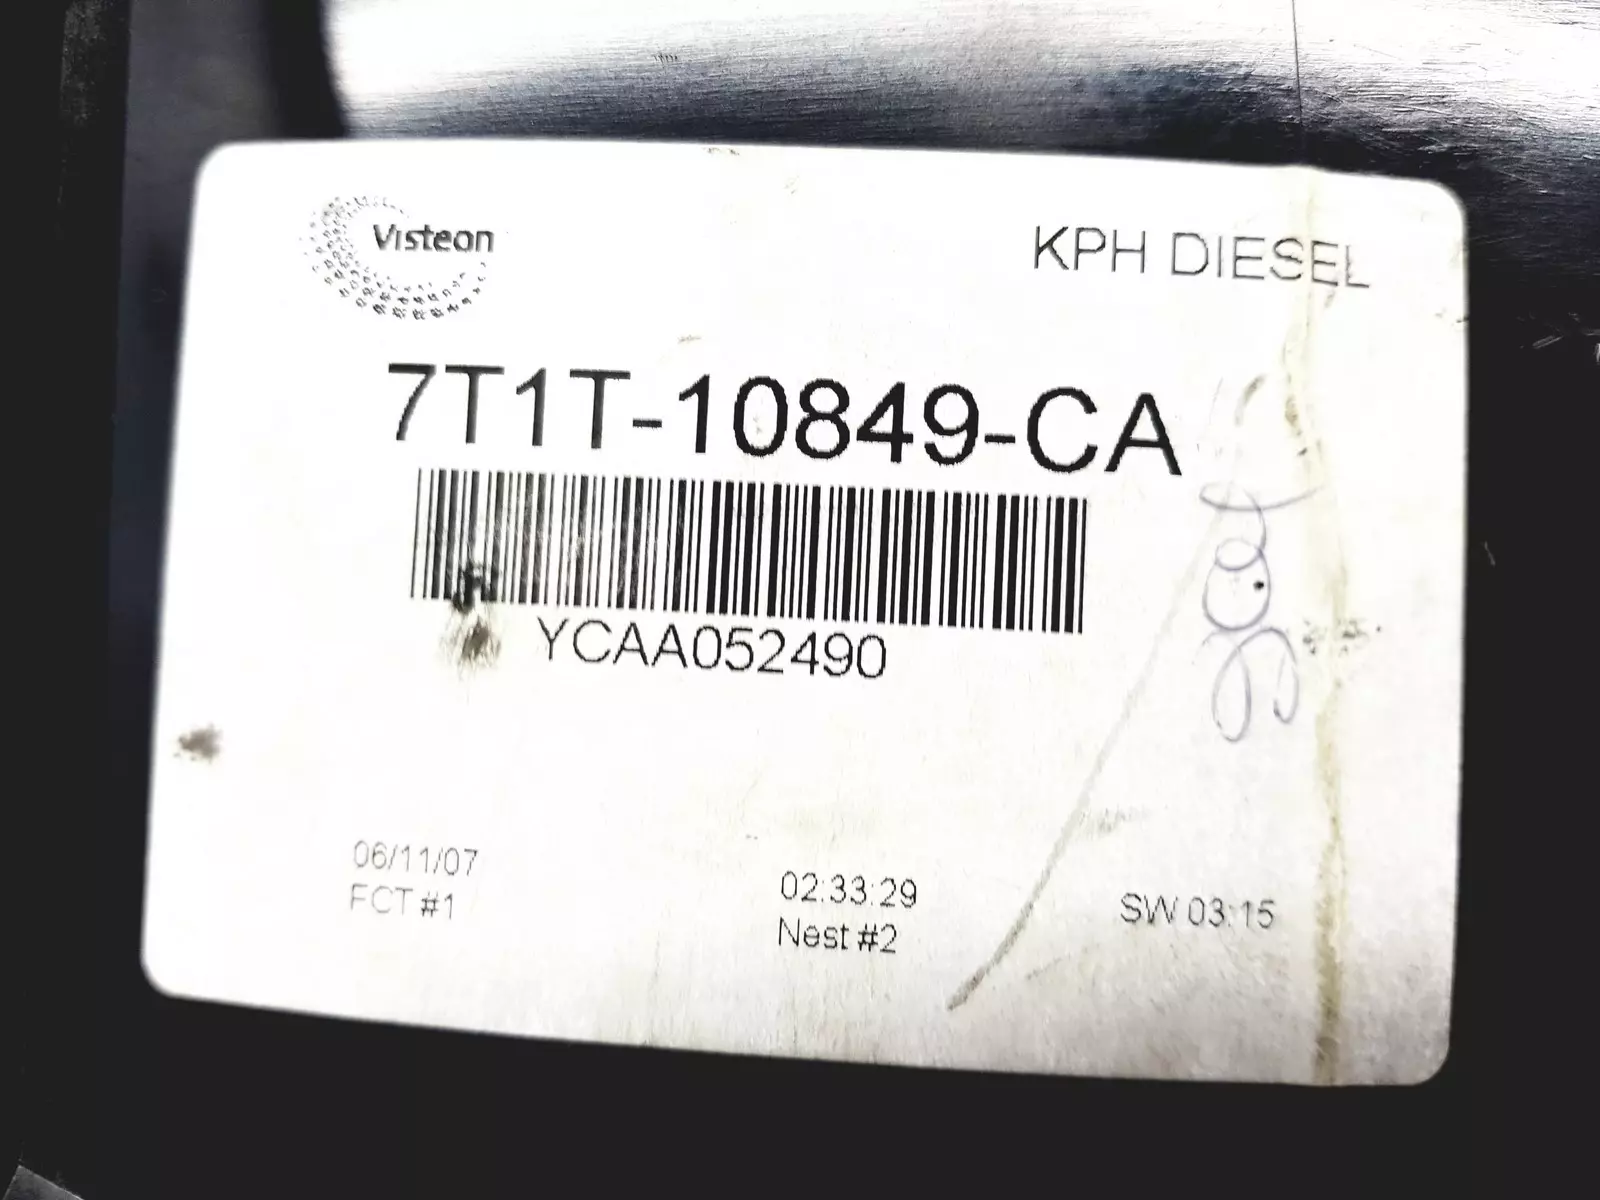 Visteon
KPH DIESEL
7T1T-10849-CA
YCAA052490
06/11/07
FCT #1
02:33:29
Nest #2
SW 03:15